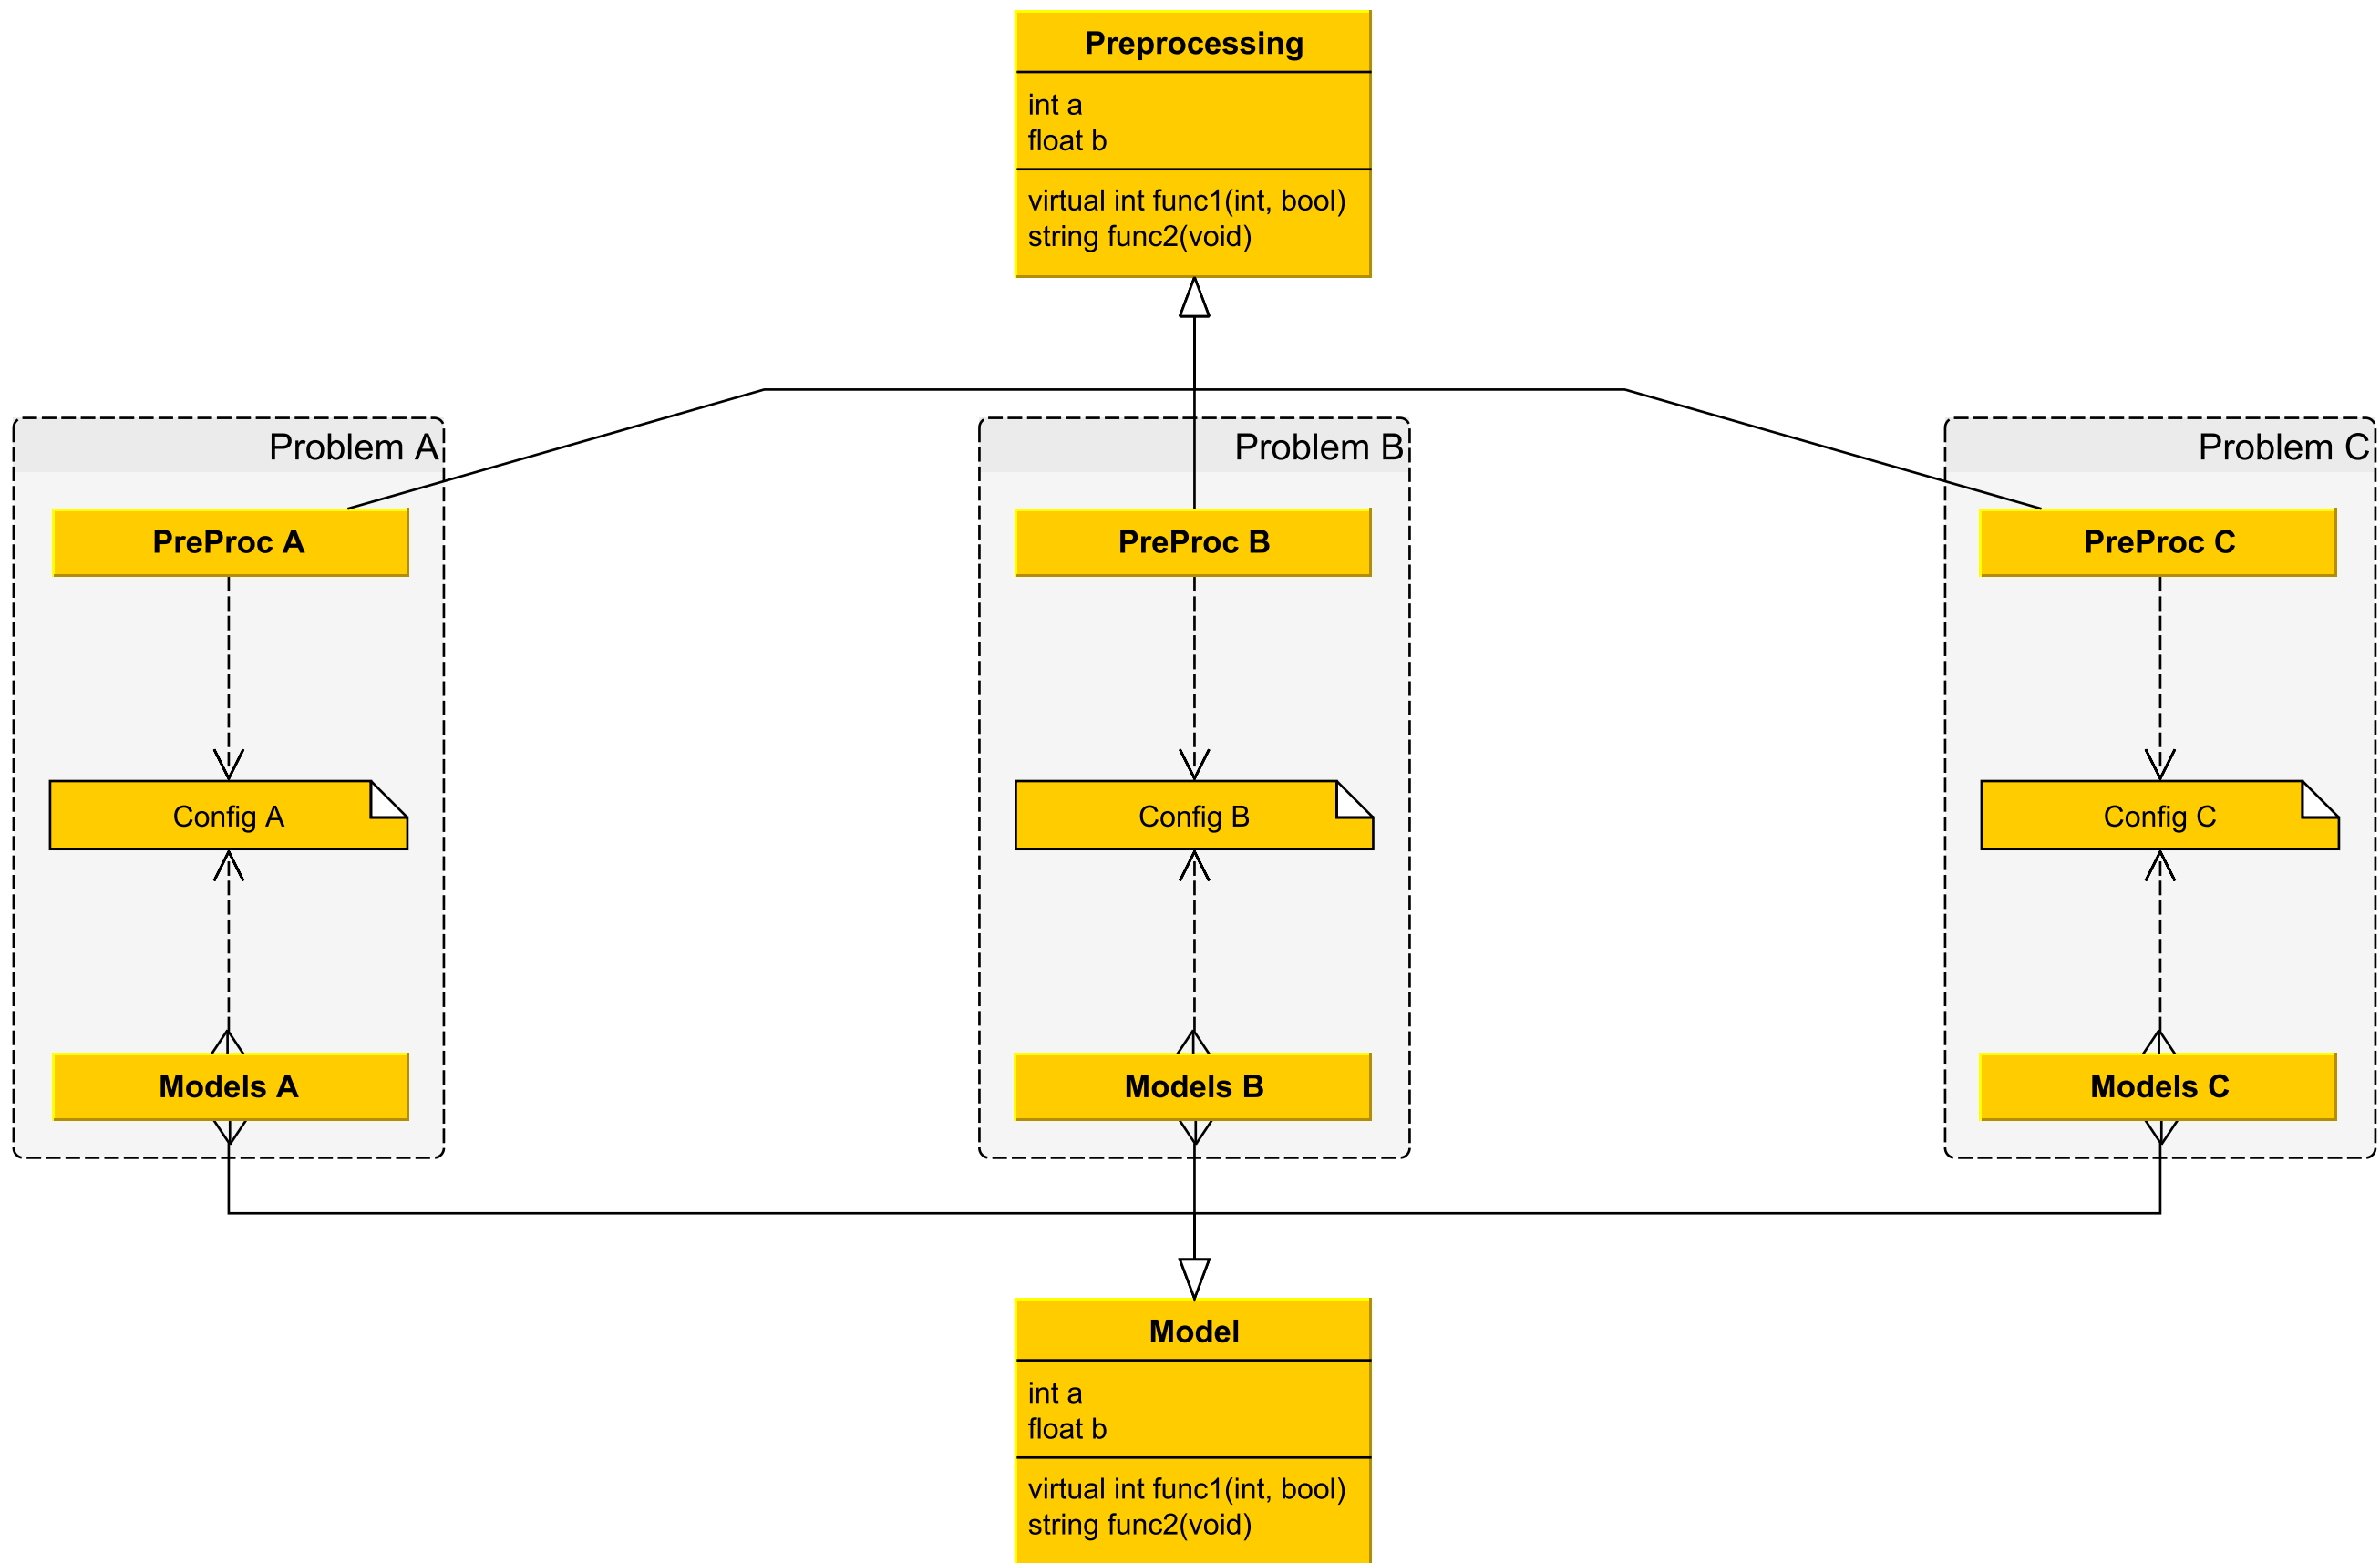 Preprocessing
int a
float b
virtual int func1(int, bool)
string func2(void)
Problem A
Problem B
Problem C
PreProc A
PreProc B
PreProc C
Config A
Config B
Config C
Models A
Models B
Models C
Model
int a
float b
virtual int func1(int, bool)
string func2(void)